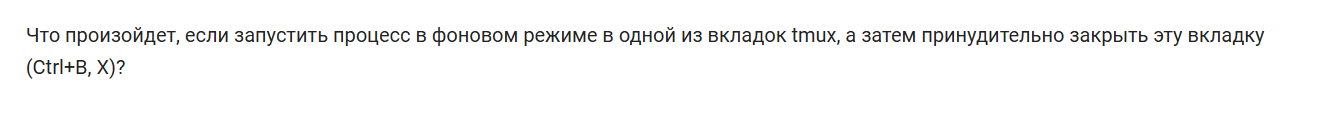 Что произойдет, если запустить процесс в фоновом режиме в одной из вкладок tmux, а затем принудительно закрыть эту вкладку
(Ctrl+B, X)?